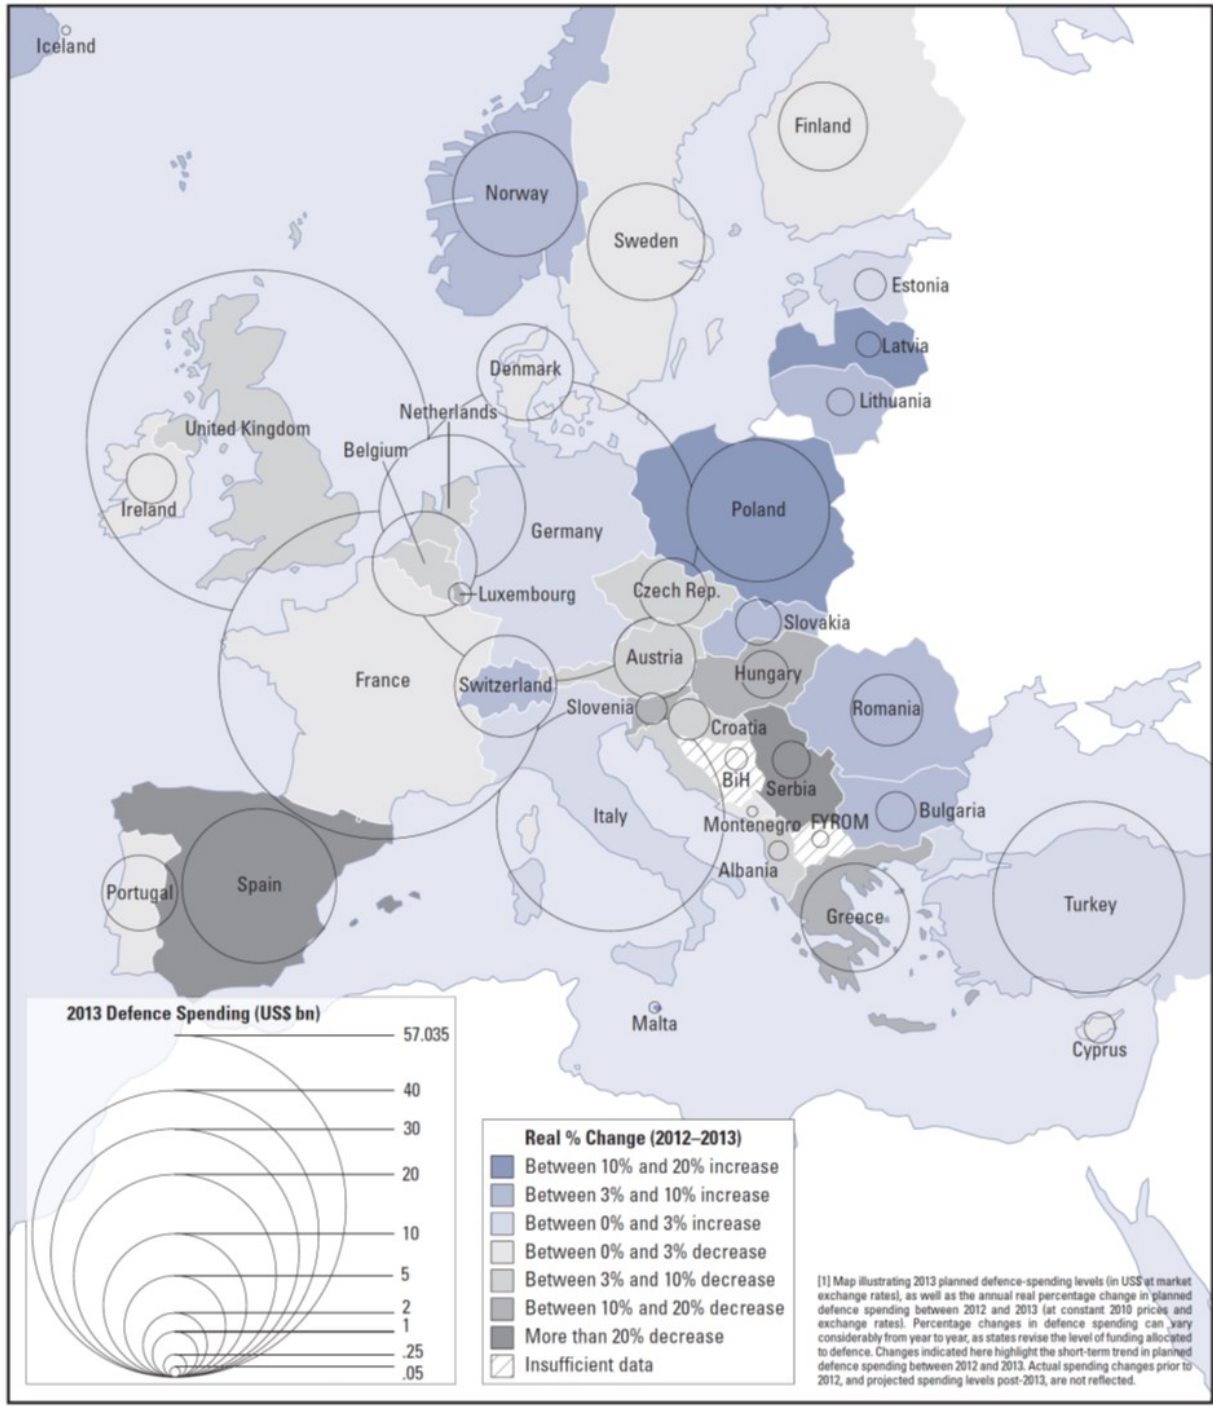 Iceland
Finland
Norway
Sweden
Estonia
Latvia
Denmark
Lithuania
Netherlands
United Kingdom
Belgium
Ireland
Poland
Germany
Czech Rep.
Luxembourg
Slovakia
Austria
Hungary
France
Switzerland
Slovenia
Romania
Croatia
BiH
Serbia
Bulgaria
Italy
Montenegro
FYROM
Albania
Portugal
Spain
Turkey
Greece
Malta
Cyprus
2013 Defence Spending (US$ bn)
57.035
40
30
20
10
5
2
1
.25
.05
Real % Change (2012–2013)
Between 10% and 20% increase
Between 3% and 10% increase
Between 0% and 3% increase
Between 0% and 3% decrease
Between 3% and 10% decrease
Between 10% and 20% decrease
More than 20% decrease
Insufficient data
[1] Map illustrating 2013 planned defence-spending levels (in US$ at market
exchange rates), as well as the annual real percentage change in planned
defence spending between 2012 and 2013 (at constant 2010 prices and
exchange rates). Percentage changes in defence spending can vary
considerably from year to year, as states revise the level of funding allocated
to defence. Changes indicated here highlight the short-term trend in planned
defence spending between 2012 and 2013. Actual spending changes prior to
2012, and projected spending levels post-2013, are not reflected.